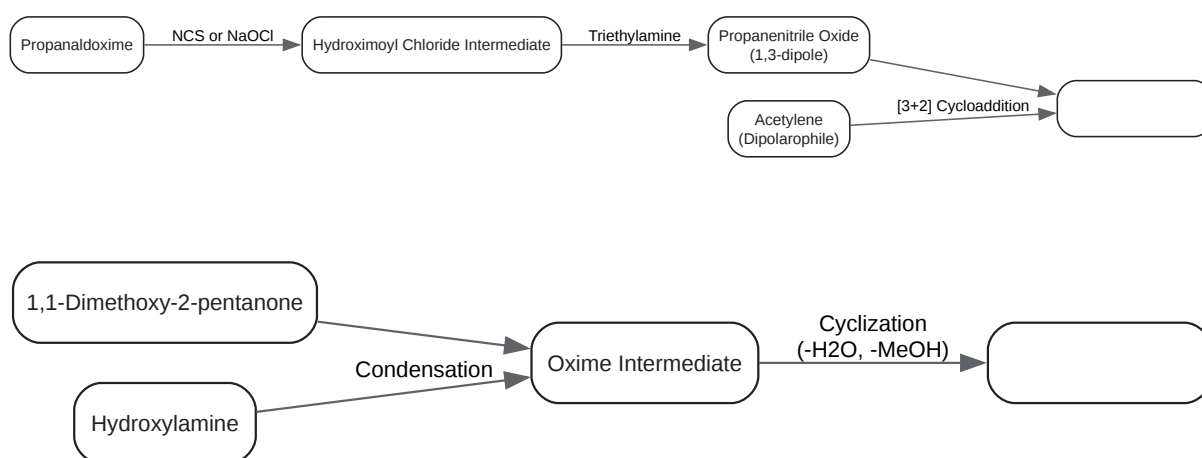 Propanaldoxime
NCS or NaOCl
Hydroximoyl Chloride Intermediate
Triethylamine
Propanenitrile Oxide
(1,3-dipole)
Acetylene
(Dipolarophile)
[3+2] Cycloaddition
1,1-Dimethoxy-2-pentanone
Hydroxylamine
Condensation
Oxime Intermediate
Cyclization
(-H2O, -MeOH)